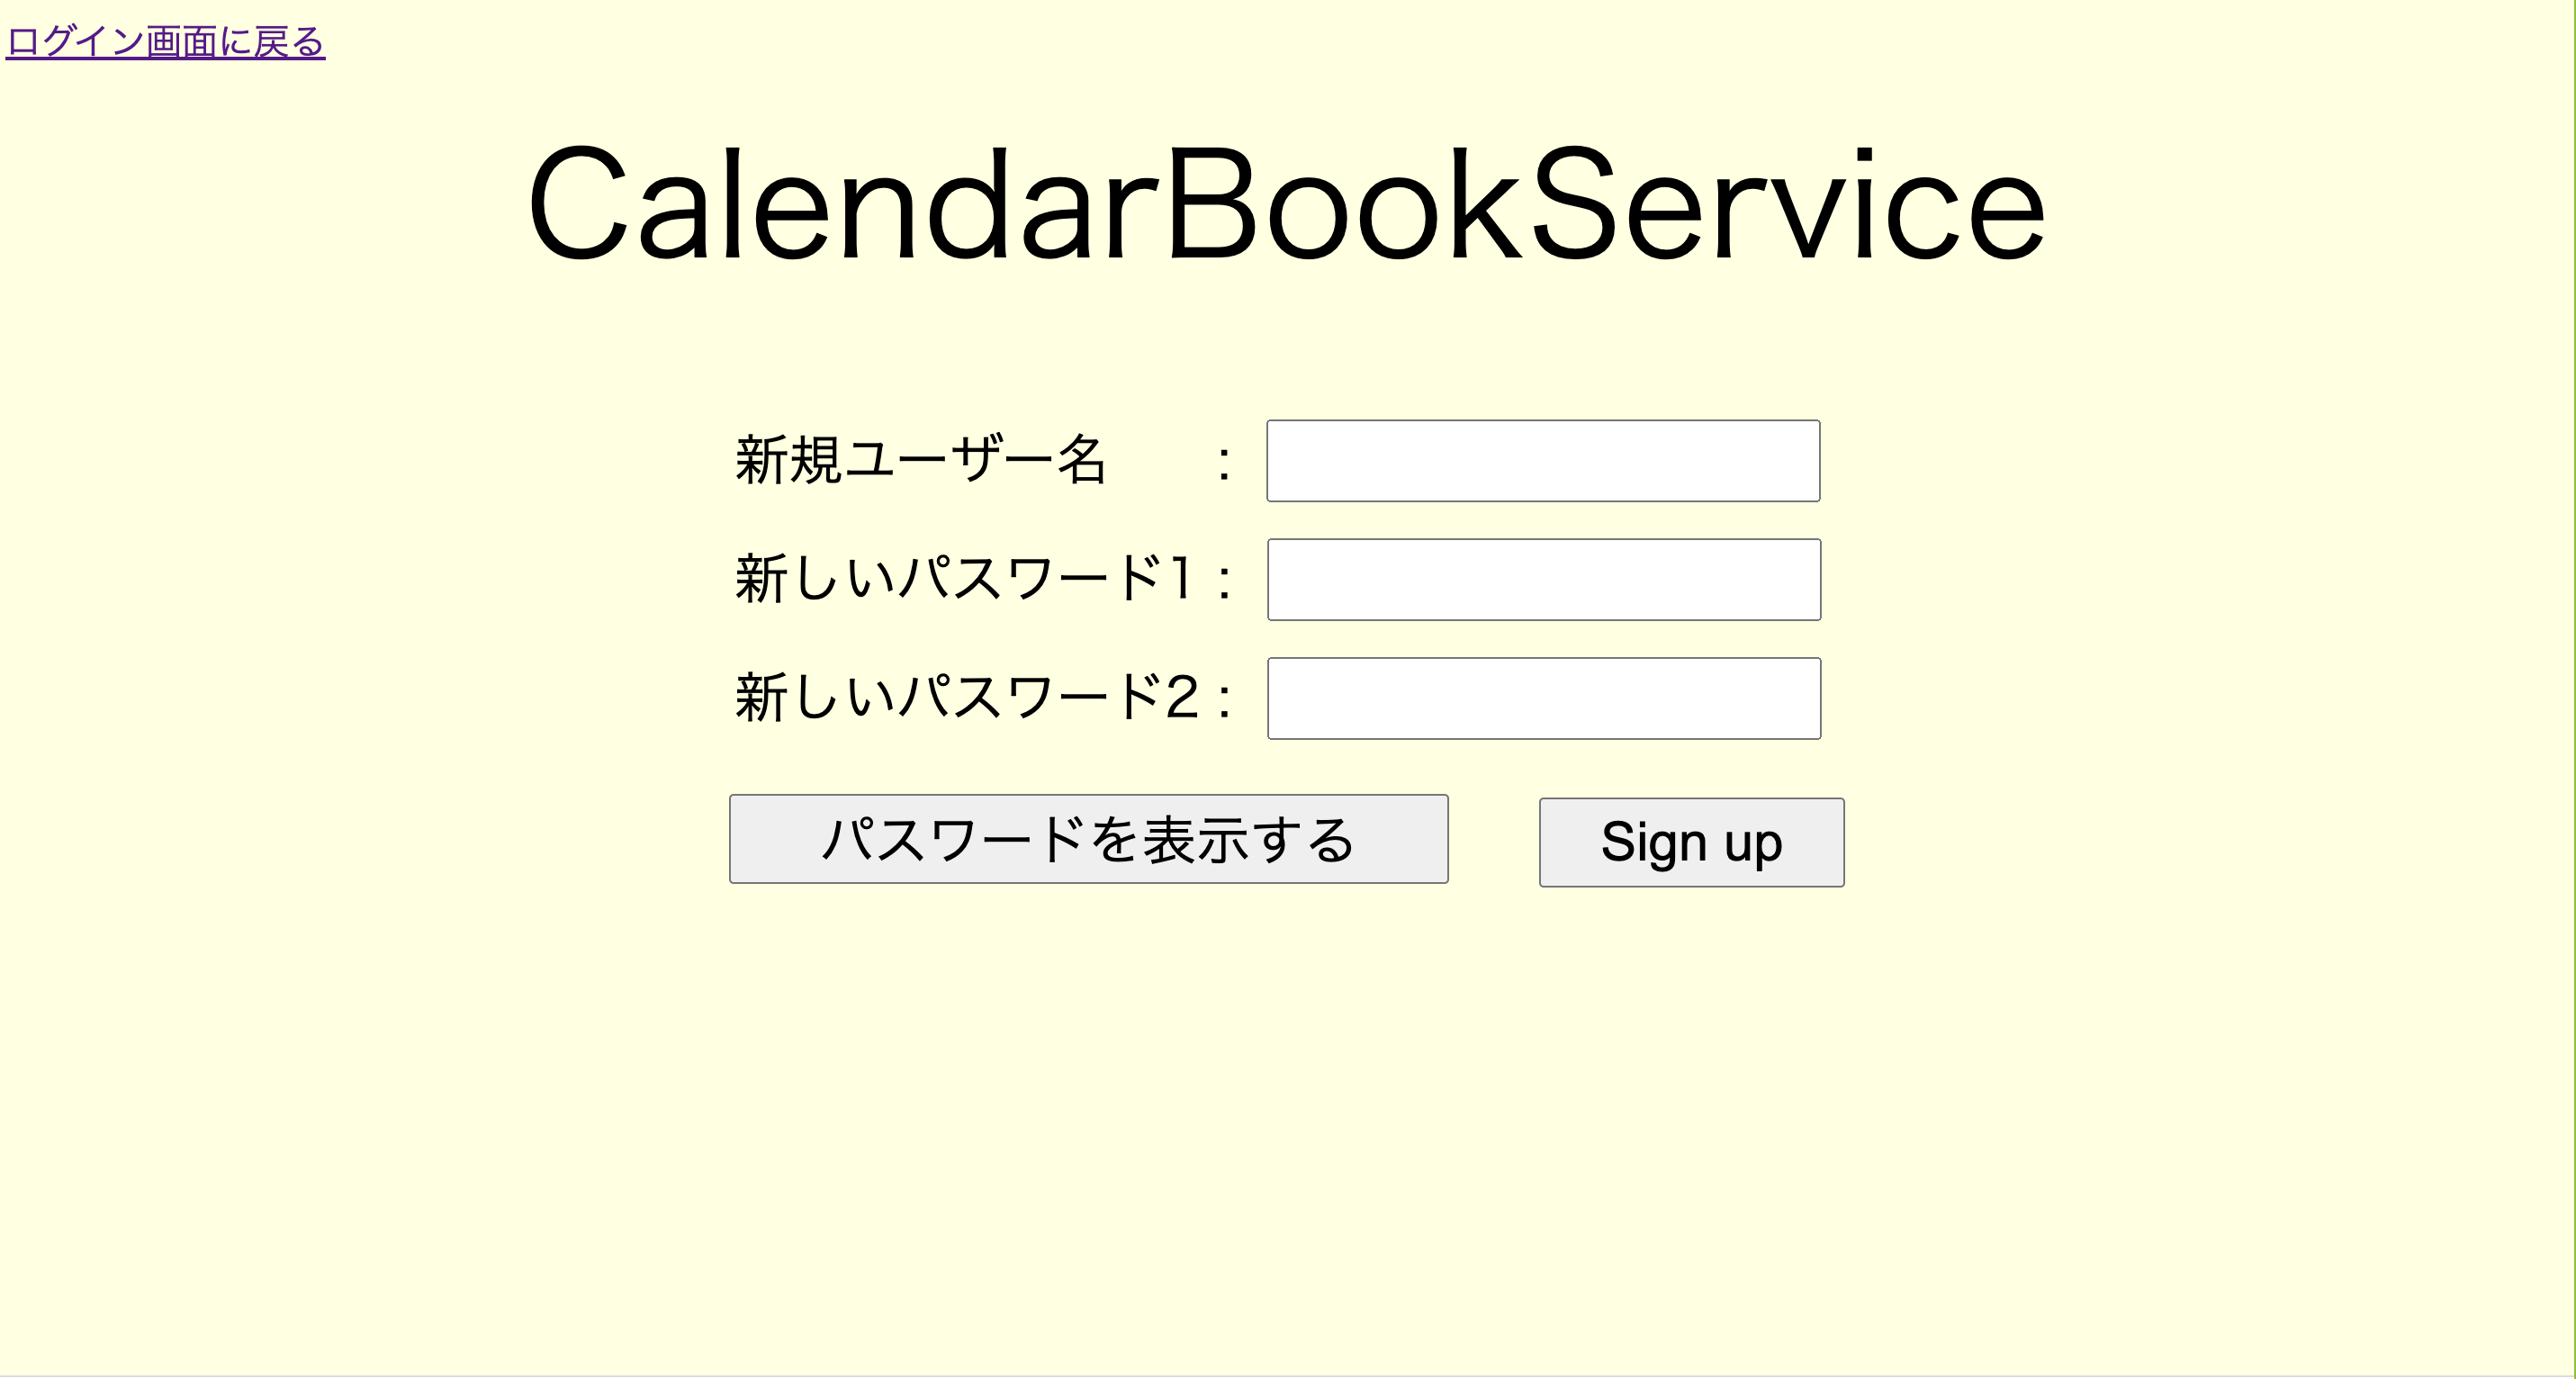 ログイン画面に戻る
CalendarBookService
新規ユーザー名　　:
新しいパスワード1 :
新しいパスワード2 :
パスワードを表示する Sign up